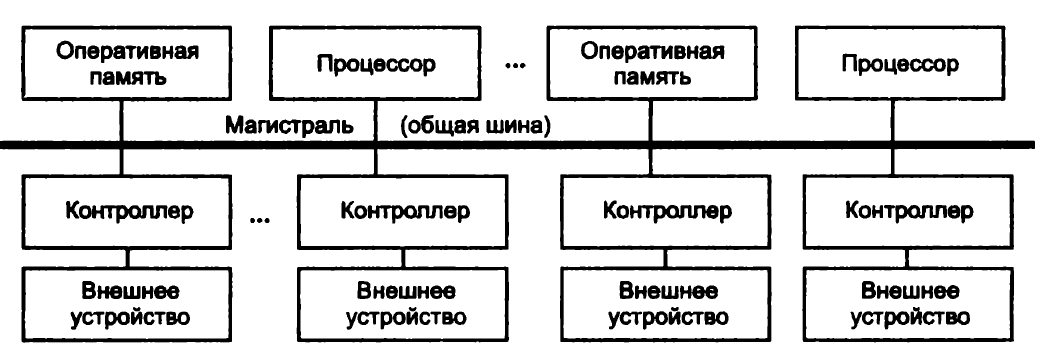 Оперативная
память
Процессор
...
Оперативная
память
Процессор
Магистраль (общая шина)
Контроллер
...
Контроллер
Контроллер
Контроллер
Внешнее
устройство
Внешнее
устройство
Внешнее
устройство
Внешнее
устройство